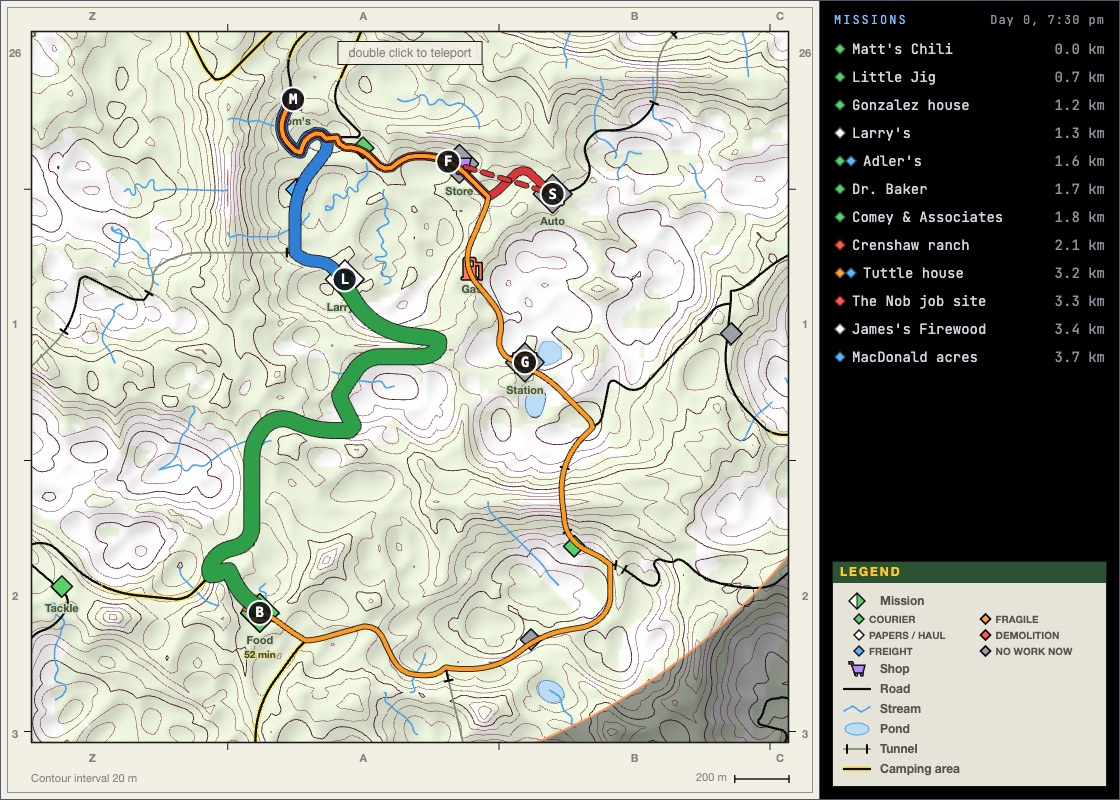 Z A B C
26 26
double click to teleport
MISSIONS Day 0, 7:30 pm
Matt's Chili 0.0 km
Little Jig 0.7 km
Gonzalez house 1.2 km
Larry's 1.3 km
Adler's 1.6 km
Dr. Baker 1.7 km
Comey & Associates 1.8 km
Crenshaw ranch 2.1 km
Tuttle house 3.2 km
The Nob job site 3.3 km
James's Firewood 3.4 km
MacDonald acres 3.7 km
M
F
Store
S
Auto
L
G
Station
1 1
2 2
Tackle
B
Food
52 min
3 3
Z A B C
Contour interval 20 m
200 m
LEGEND
Mission
COURIER FRAGILE
PAPERS / HAUL DEMOLITION
FREIGHT NO WORK NOW
Shop
Road
Stream
Pond
Tunnel
Camping area